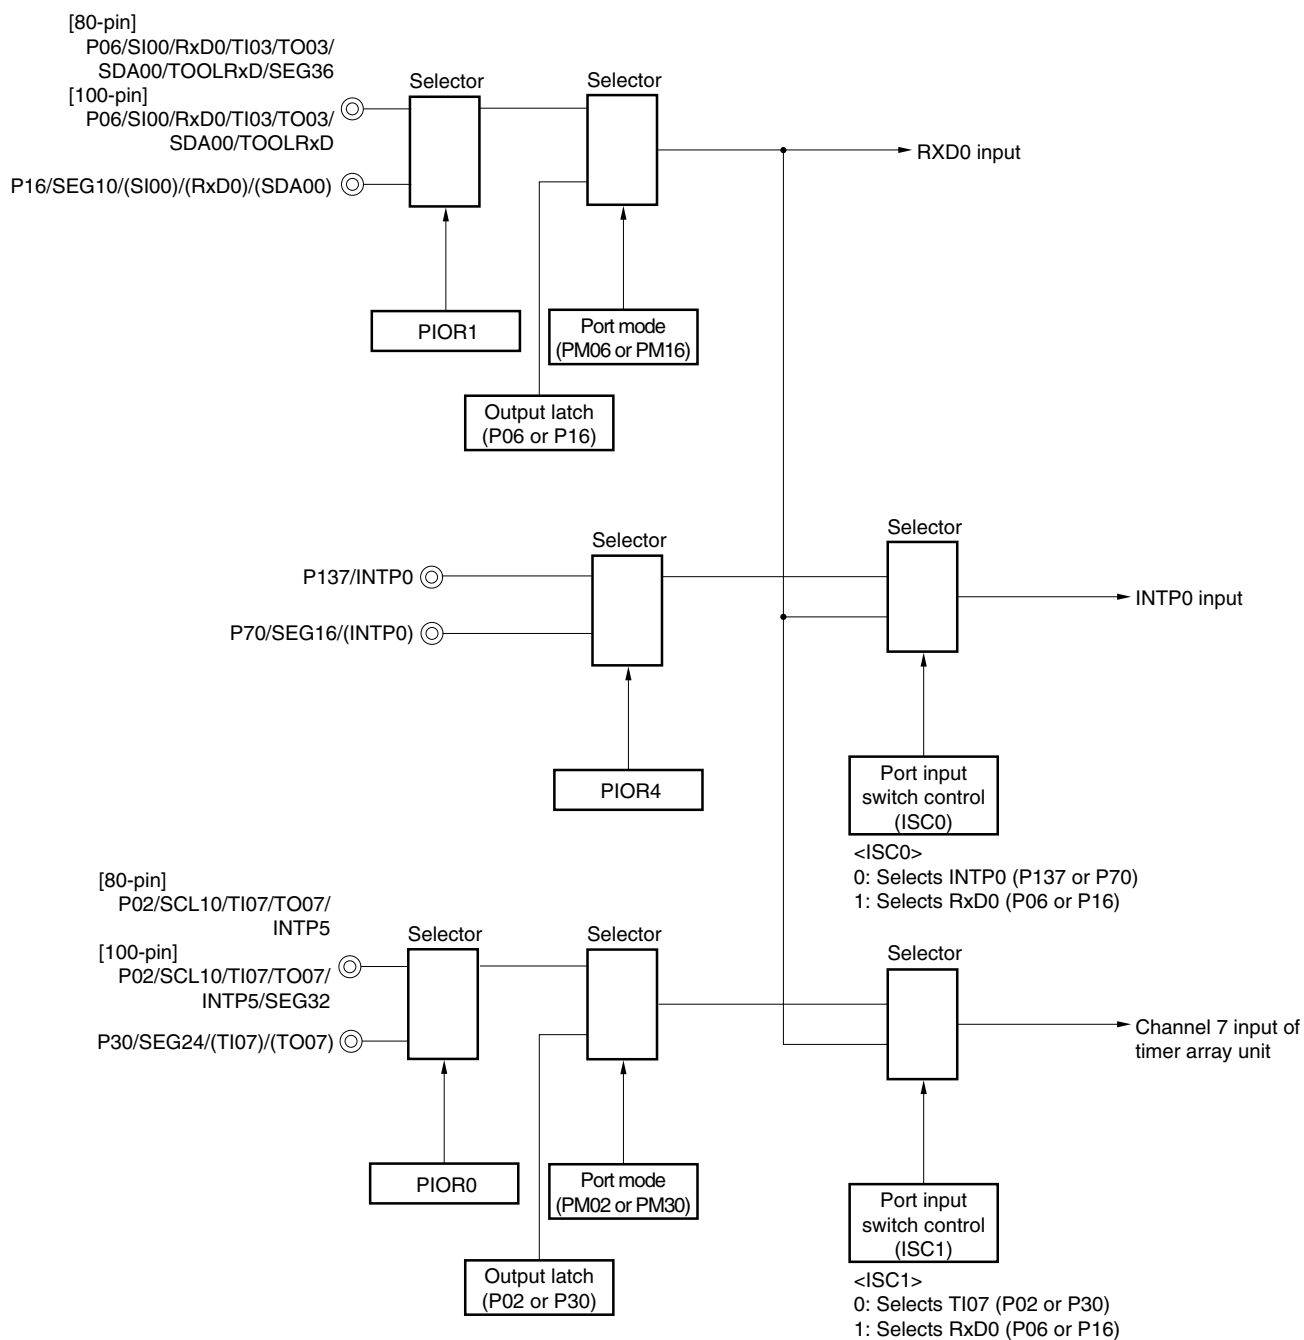 [80-pin]
P06/SI00/RxD0/TI03/TO03/
SDA00/TOOLRxD/SEG36
[100-pin]
P06/SI00/RxD0/TI03/TO03/
SDA00/TOOLRxD
P16/SEG10/(SI00)/(RxD0)/(SDA00)
Selector
Selector
RXD0 input
PIOR1
Port mode
(PM06 or PM16)
Output latch
(P06 or P16)
Selector
Selector
P137/INTP0
P70/SEG16/(INTP0)
INTP0 input
PIOR4
Port input
switch control
(ISC0)
<ISC0>
0: Selects INTP0 (P137 or P70)
1: Selects RxD0 (P06 or P16)
[80-pin]
P02/SCL10/TI07/TO07/
INTP5
[100-pin]
P02/SCL10/TI07/TO07/
INTP5/SEG32
P30/SEG24/(TI07)/(TO07)
Selector
Selector
Selector
Channel 7 input of
timer array unit
PIOR0
Port mode
(PM02 or PM30)
Output latch
(P02 or P30)
Port input
switch control
(ISC1)
<ISC1>
0: Selects TI07 (P02 or P30)
1: Selects RxD0 (P06 or P16)